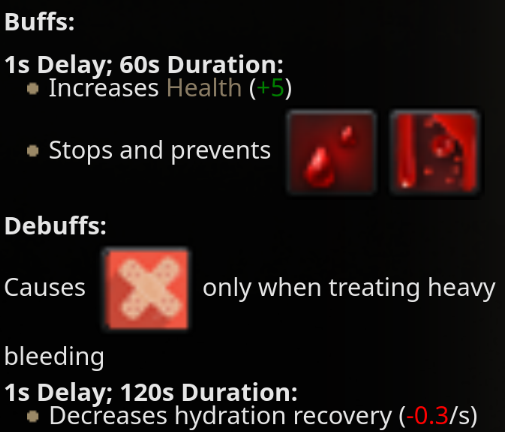 Buffs:
1s Delay; 60s Duration:
Increases Health (+5)
Stops and prevents
Debuffs:
Causes only when treating heavy
bleeding
1s Delay; 120s Duration:
Decreases hydration recovery (-0.3/s)